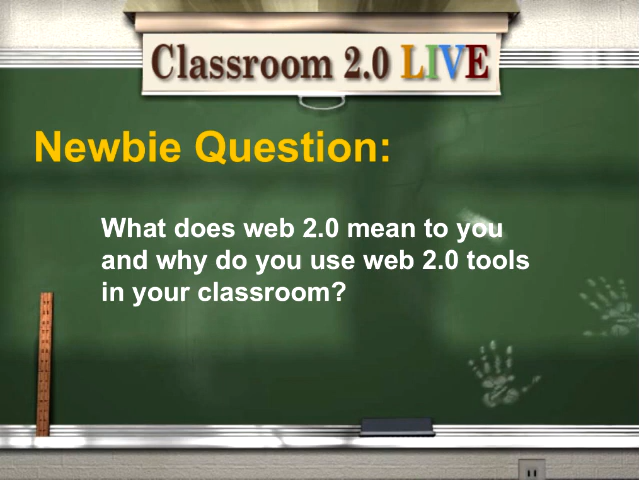 Classroom 2.0 LIVE
Newbie Question:
What does web 2.0 mean to you
and why do you use web 2.0 tools
in your classroom?